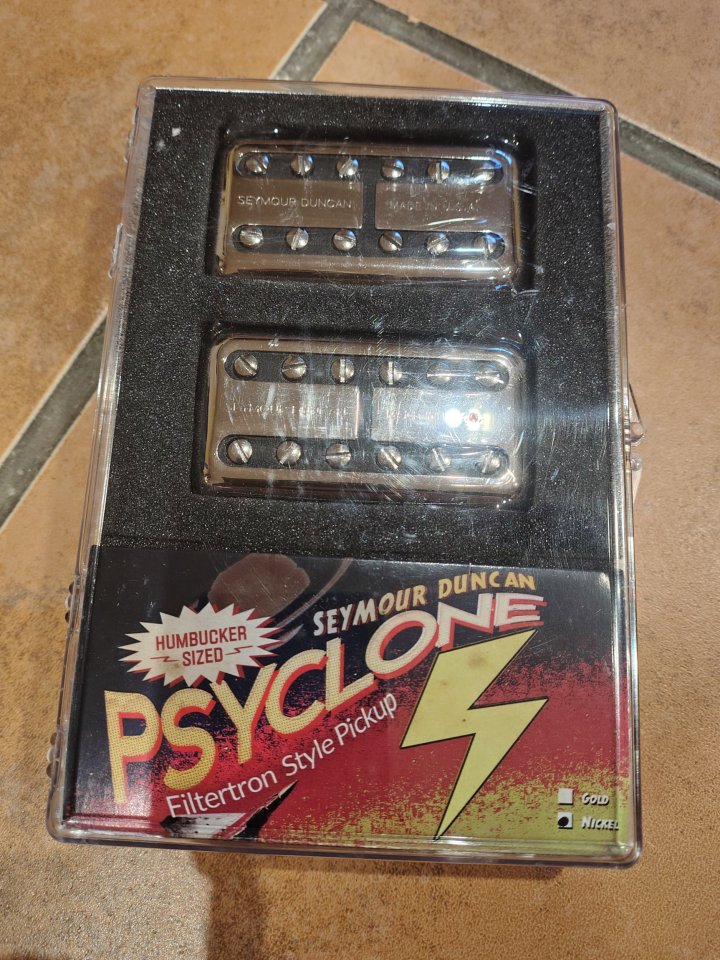 SEYMOUR DUNCAN
MADE IN U.S.A.
HUMBUCKER
SIZED
SEYMOUR DUNCAN
PSYCLONE
Filtertron Style Pickup
GOLD
NICKEL